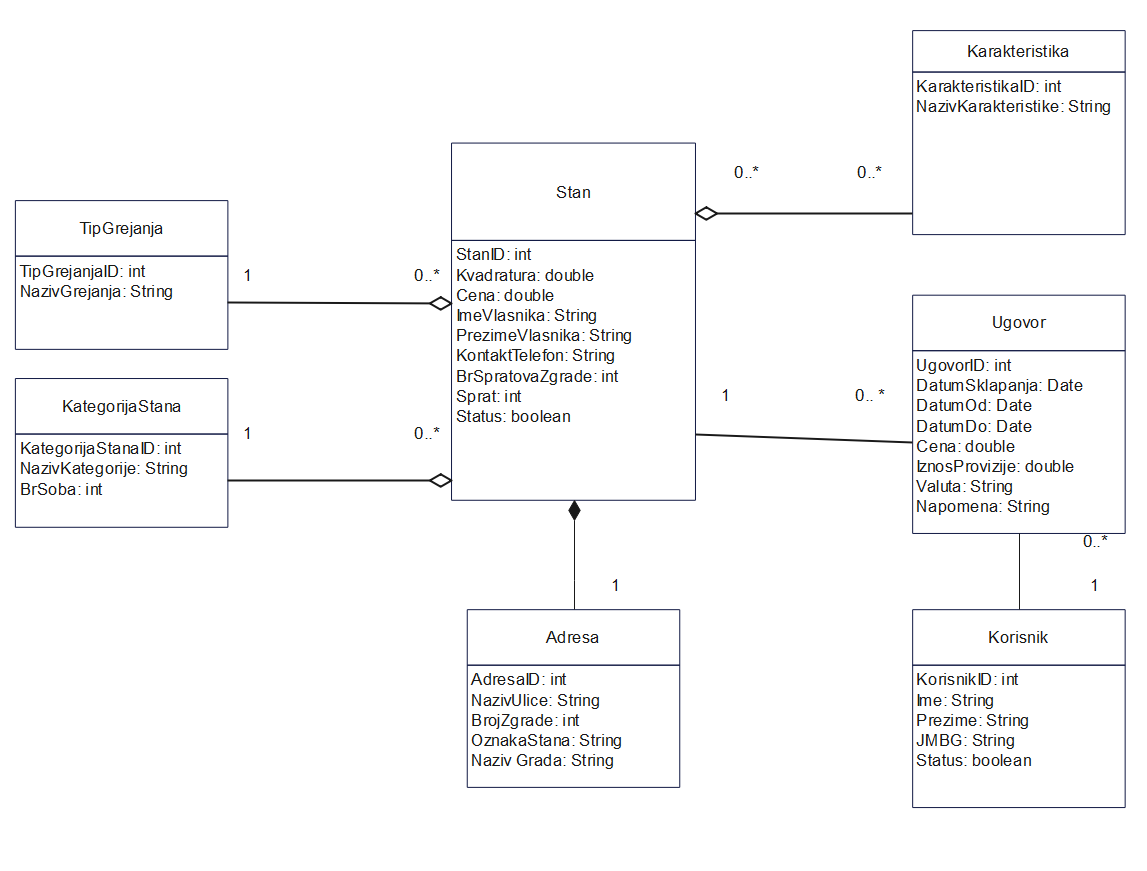 Karakteristika
KarakteristikaID: int
NazivKarakteristike: String
0..*
0..*
Stan
StanID: int
Kvadratura: double
Cena: double
ImeVlasnika: String
PrezimeVlasnika: String
KontaktTelefon: String
BrSpratovaZgrade: int
Sprat: int
Status: boolean
TipGrejanja
TipGrejanjaID: int
NazivGrejanja: String
1
0..*
KategorijaStana
KategorijaStanaID: int
NazivKategorije: String
BrSoba: int
1
0..*
Ugovor
UgovorID: int
DatumSklapanja: Date
DatumOd: Date
DatumDo: Date
Cena: double
IznosProvizije: double
Valuta: String
Napomena: String
1
0.. *
0..*
1
1
Adresa
AdresaID: int
NazivUlice: String
BrojZgrade: int
OznakaStana: String
Naziv Grada: String
Korisnik
KorisnikID: int
Ime: String
Prezime: String
JMBG: String
Status: boolean